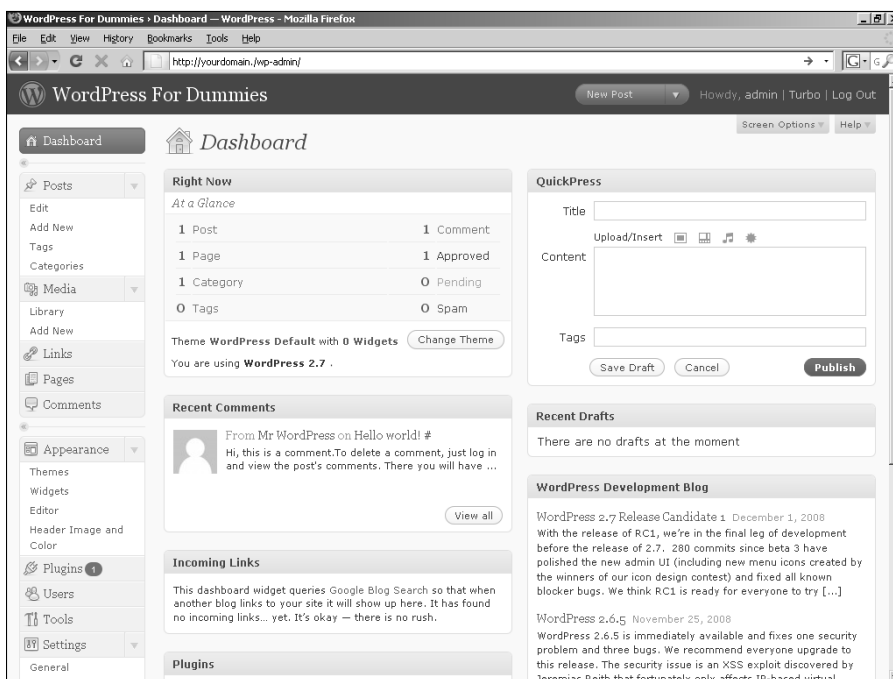 WordPress For Dummies › Dashboard — WordPress - Mozilla Firefox
File Edit View History Bookmarks Tools Help
http://yourdomain./wp-admin/
G
WordPress For Dummies
New Post
Howdy, admin | Turbo | Log Out
Screen Options
Help
Dashboard
Posts
Edit
Add New
Tags
Categories
Media
Library
Add New
Links
Pages
Comments
Appearance
Themes
Widgets
Editor
Header Image and
Color
Plugins 1
Users
Tools
Settings
General
Dashboard
Right Now
At a Glance
1 Post 1 Comment
1 Page 1 Approved
1 Category 0 Pending
0 Tags 0 Spam
Theme WordPress Default with 0 Widgets Change Theme
You are using WordPress 2.7 .
Recent Comments
From Mr WordPress on Hello world! #
Hi, this is a comment.To delete a comment, just log in
and view the post's comments. There you will have ...
View all
Incoming Links
This dashboard widget queries Google Blog Search so that when
another blog links to your site it will show up here. It has found
no incoming links... yet. It's okay — there is no rush.
Plugins
QuickPress
Title
Upload/Insert
Content
Tags
Save Draft Cancel Publish
Recent Drafts
There are no drafts at the moment
WordPress Development Blog
WordPress 2.7 Release Candidate 1 December 1, 2008
With the release of RC1, we're in the final leg of development
before the release of 2.7. 280 commits since beta 3 have
polished the new admin UI (including new menu icons created by
the winners of our icon design contest) and fixed all known
blocker bugs. We think RC1 is ready for everyone to try [...]
WordPress 2.6.5 November 25, 2008
WordPress 2.6.5 is immediately available and fixes one security
problem and three bugs. We recommend everyone upgrade to
this release. The security issue is an XSS exploit discovered by
Jeremias Reith that fortunately only affects IP-based virtual